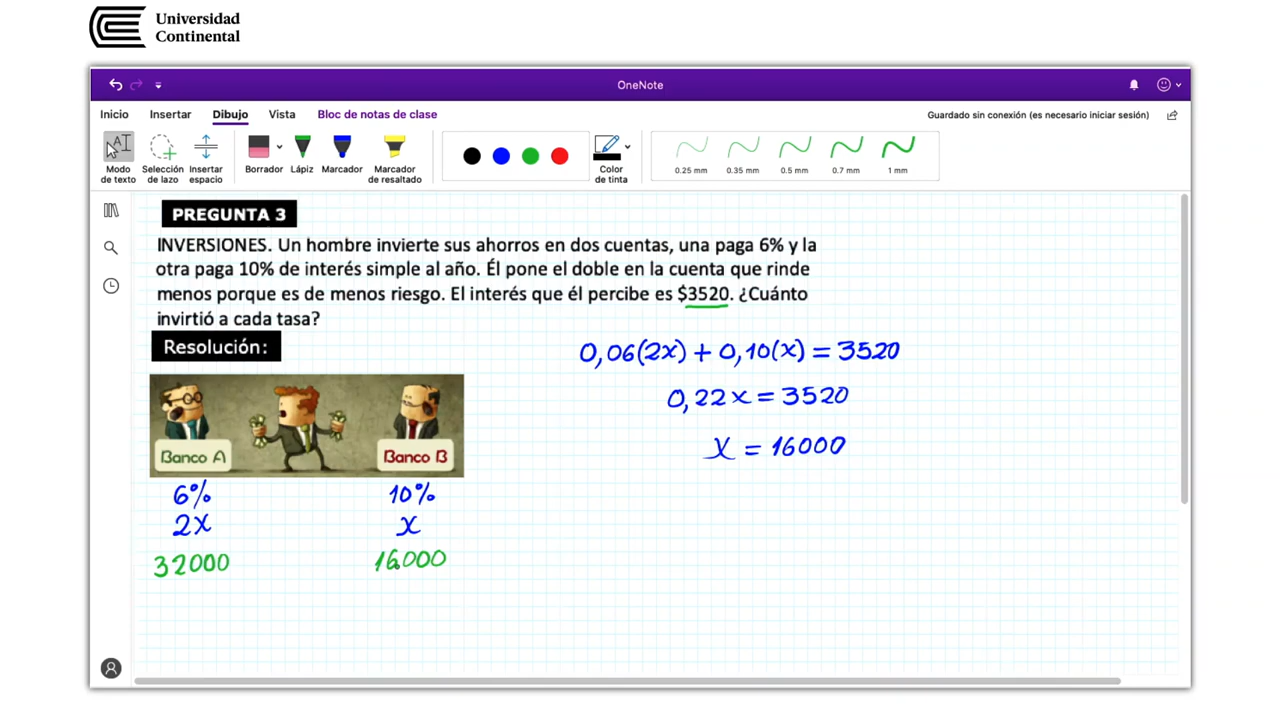 Universidad
Continental
OneNote
Inicio Insertar Dibujo Vista Bloc de notas de clase
Guardado sin conexión (es necesario iniciar sesión)
Modo de texto
Selección de lazo
Insertar espacio
Borrador
Lápiz
Marcador
Marcador de resaltado
Color de tinta
0.25 mm 0.35 mm 0.5 mm 0.7 mm 1 mm
PREGUNTA 3
INVERSIONES. Un hombre invierte sus ahorros en dos cuentas, una paga 6% y la
otra paga 10% de interés simple al año. Él pone el doble en la cuenta que rinde
menos porque es de menos riesgo. El interés que él percibe es $3520. ¿Cuánto
invirtió a cada tasa?
Resolución:
0,06(2x) + 0,10(x) = 3520
0,22x = 3520
x = 16000
Banco A Banco B
6% 10%
2x x
32000 16000